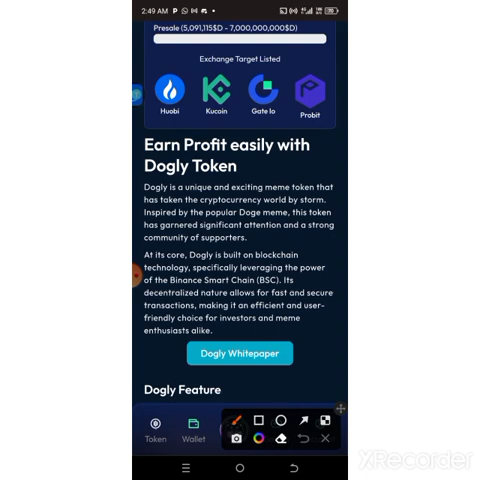 2:49 AM
Presale (5,091,115$D - 7,000,000,000$D)
Exchange Target Listed
Huobi
Kucoin
Gate Io
Probit
Earn Profit easily with
Dogly Token
Dogly is a unique and exciting meme token that
has taken the cryptocurrency world by storm.
Inspired by the popular Doge meme, this token
has garnered significant attention and a strong
community of supporters.
At its core, Dogly is built on blockchain
technology, specifically leveraging the power
of the Binance Smart Chain (BSC). Its
decentralized nature allows for fast and secure
transactions, making it an efficient and user-
friendly choice for investors and meme
enthusiasts alike.
Dogly Whitepaper
Dogly Feature
Token
Wallet
XRecorder